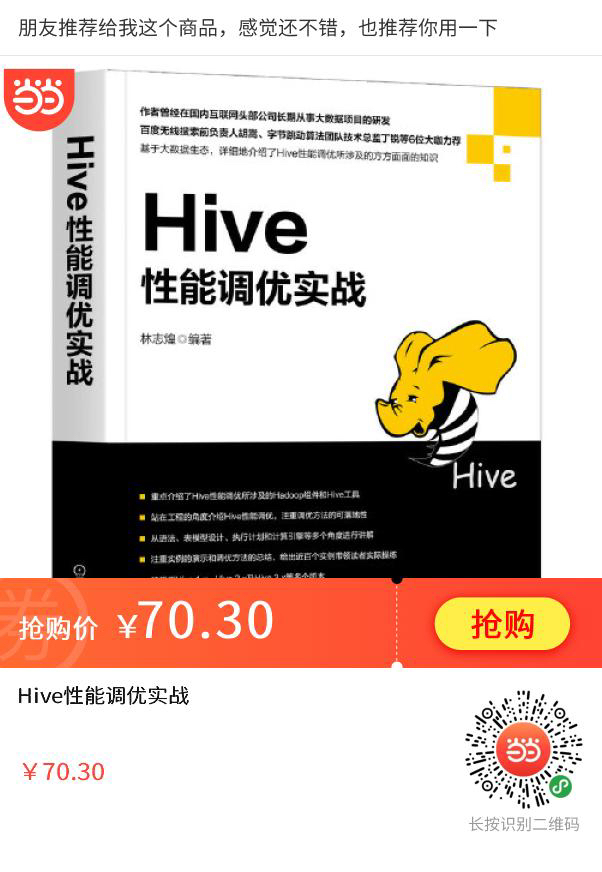 朋友推荐给我这个商品，感觉还不错，也推荐你用一下
当当
作者曾经在国内互联网头部公司长期从事大数据项目的研发
百度无线搜索前负责人胡嵩、字节跳动算法团队技术总监丁锐等6位大咖力荐
基于大数据生态，详细地介绍了Hive性能调优所涉及的方方面面的知识
Hive性能调优实战
Hive
性能调优实战
林志煌◎编著
Hive
重点介绍了Hive性能调优所涉及的Hadoop组件和Hive工具
站在工程的角度介绍Hive性能调优，注重调优方法的可落地性
从语法、表模型设计、执行计划和计算引擎等多个角度进行讲解
注重实例的演示和调优方法的总结，给出近百个实例带领读者实际操练
券
抢购价 ¥70.30
抢购
Hive性能调优实战
￥70.30
当当
长按识别二维码